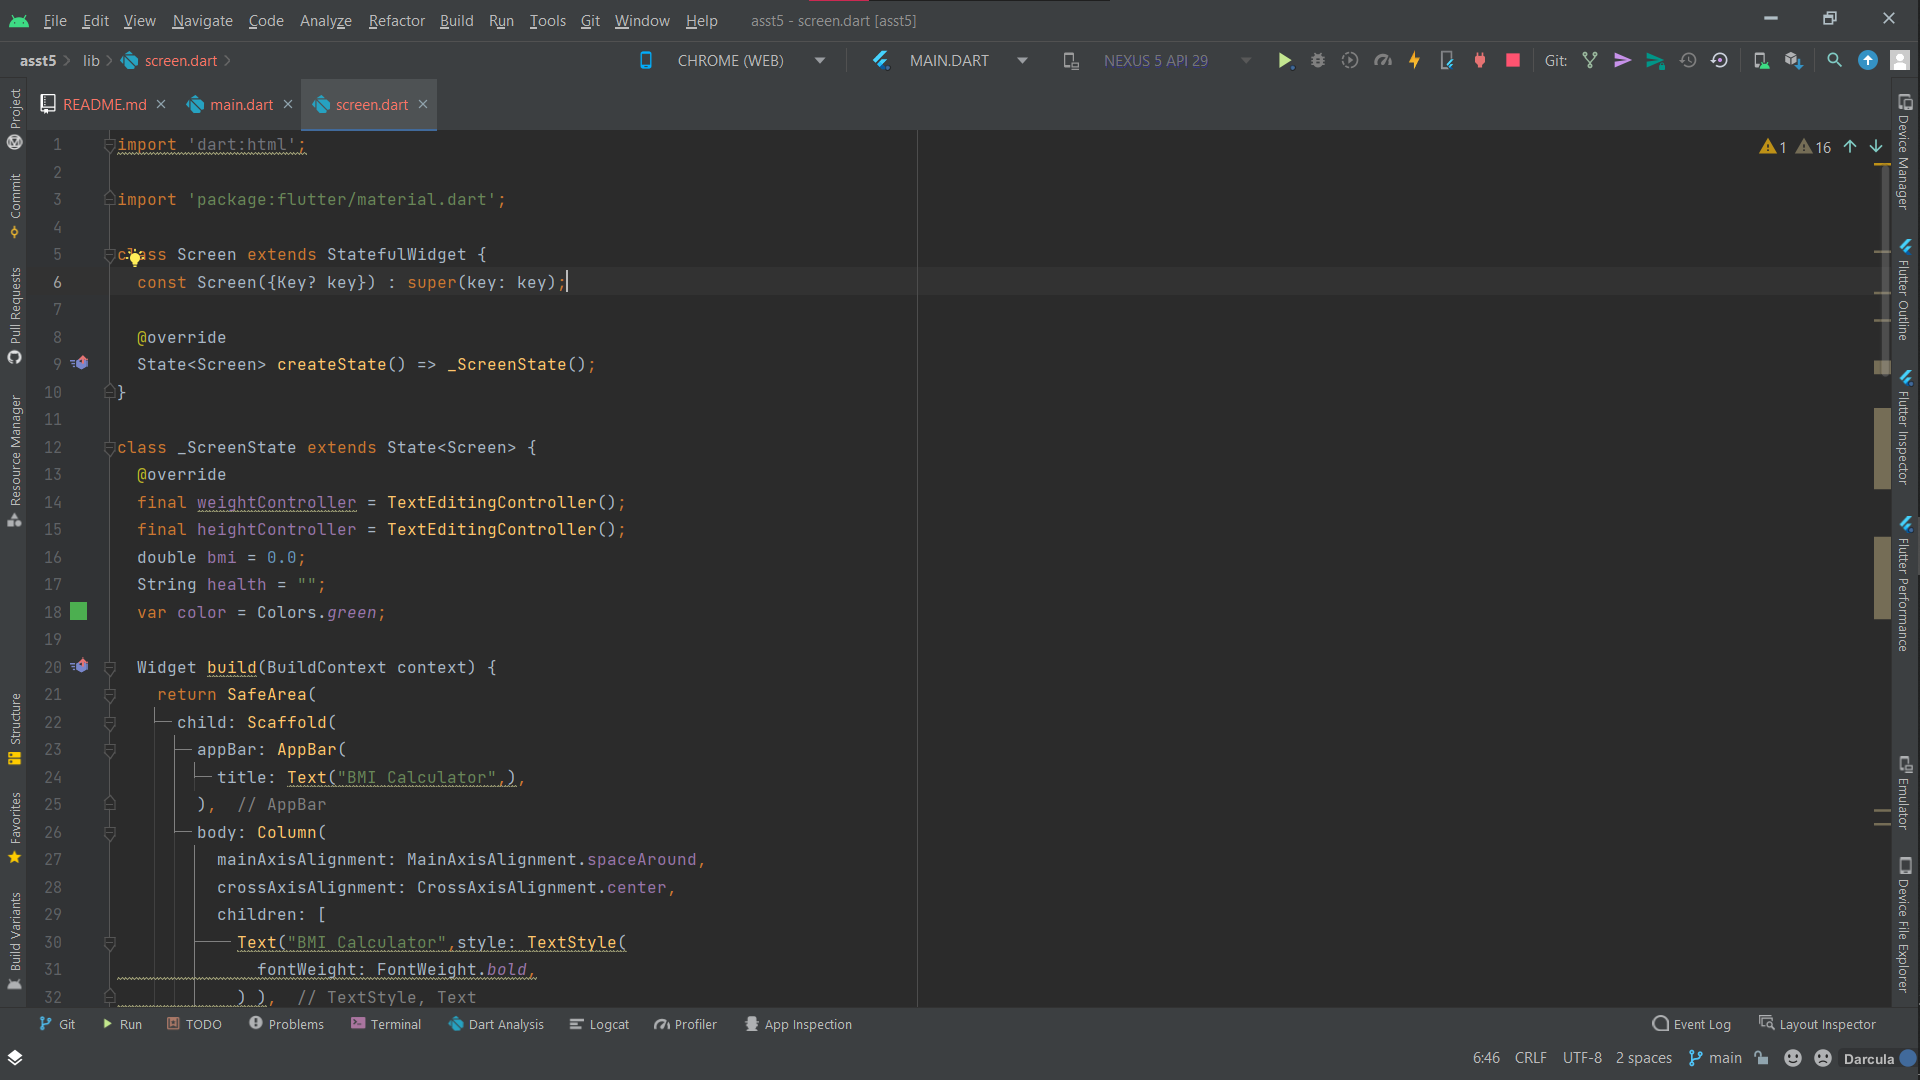 File Edit View Navigate Code Analyze Refactor Build Run Tools Git Window Help asst5 - screen.dart [asst5]
asst5 lib screen.dart CHROME (WEB) MAIN.DART NEXUS 5 API 29 Git:
README.md main.dart screen.dart
1 import 'dart:html';
2
3 import 'package:flutter/material.dart';
4
5 class Screen extends StatefulWidget {
6 const Screen({Key? key}) : super(key: key);
7
8 @override
9 State<Screen> createState() => _ScreenState();
10 }
11
12 class _ScreenState extends State<Screen> {
13 @override
14 final weightController = TextEditingController();
15 final heightController = TextEditingController();
16 double bmi = 0.0;
17 String health = "";
18 var color = Colors.green;
19
20 Widget build(BuildContext context) {
21 return SafeArea(
22 child: Scaffold(
23 appBar: AppBar(
24 title: Text("BMI Calculator",),
25 ), // AppBar
26 body: Column(
27 mainAxisAlignment: MainAxisAlignment.spaceAround,
28 crossAxisAlignment: CrossAxisAlignment.center,
29 children: [
30 Text("BMI Calculator",style: TextStyle(
31 fontWeight: FontWeight.bold,
32 ) ), // TextStyle, Text
1 16
Project
Commit
Pull Requests
Resource Manager
Structure
Favorites
Build Variants
Device Manager
Flutter Outline
Flutter Inspector
Flutter Performance
Emulator
Device File Explorer
Git Run TODO Problems Terminal Dart Analysis Logcat Profiler App Inspection Event Log Layout Inspector
6:46 CRLF UTF-8 2 spaces main Darcula